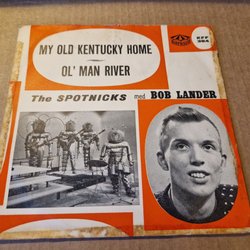 MY OLD KENTUCKY HOME
OL' MAN RIVER
The SPOTNICKS med BOB LANDER